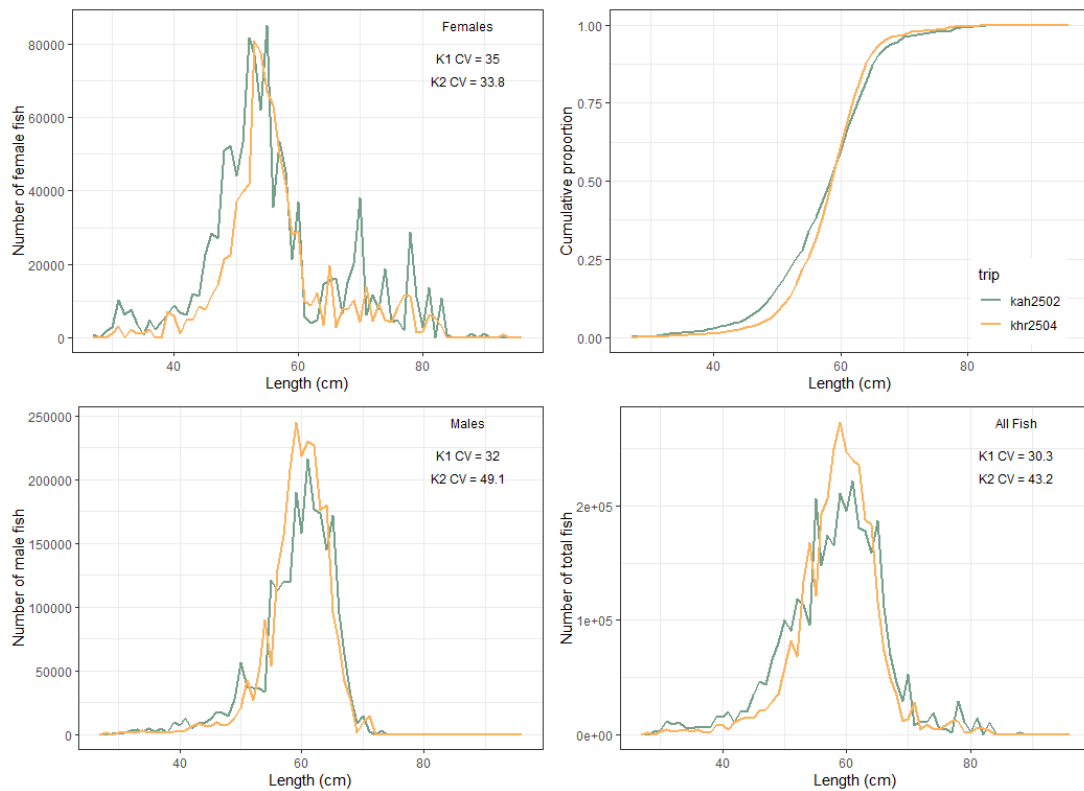 Females
K1 CV = 35
K2 CV = 33.8
80000
60000
40000
20000
0
Number of female fish
40
60
80
Length (cm)
1.00
0.75
0.50
0.25
0.00
Cumulative proportion
trip
kah2502
khr2504
40
60
80
Length (cm)
Males
K1 CV = 32
K2 CV = 49.1
250000
200000
150000
100000
50000
0
Number of male fish
40
60
80
Length (cm)
All Fish
K1 CV = 30.3
K2 CV = 43.2
2e+05
1e+05
0e+00
Number of total fish
40
60
80
Length (cm)